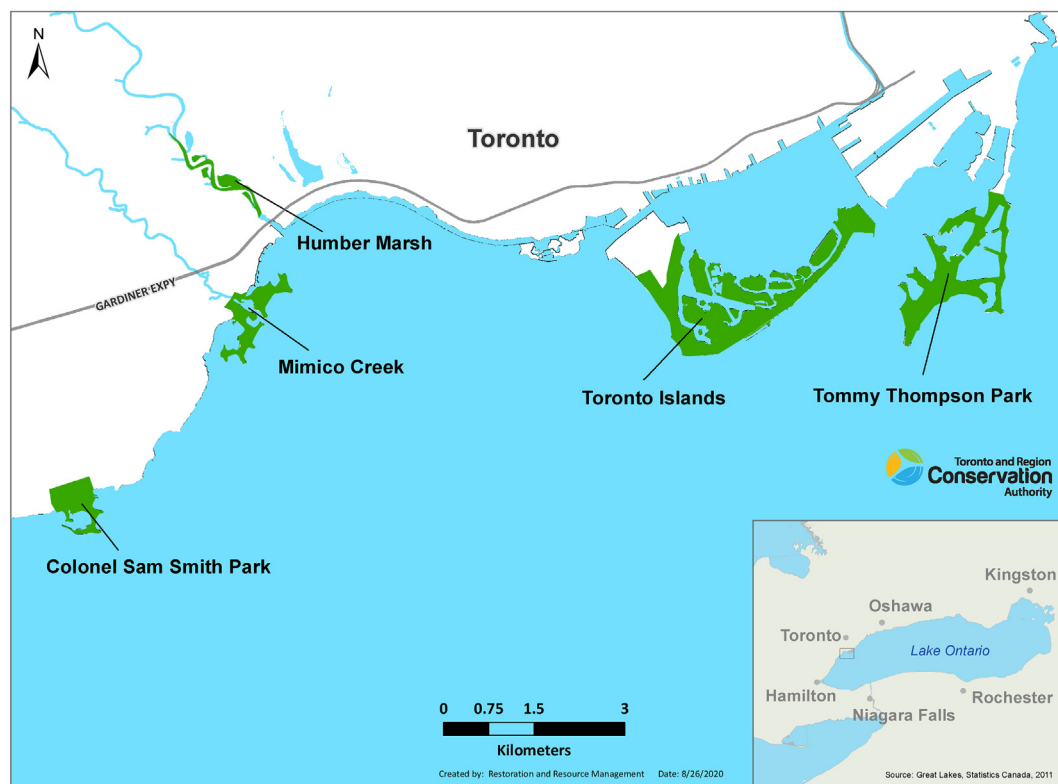 N
Toronto
Humber Marsh
GARDINER EXPY
Mimico Creek
Toronto Islands
Tommy Thompson Park
Toronto and Region
Conservation
Authority
Colonel Sam Smith Park
Kingston
Oshawa
Toronto
Lake Ontario
Hamilton
Rochester
Niagara Falls
0 0.75 1.5 3
Kilometers
Created by: Restoration and Resource Management Date: 8/26/2020
Source: Great Lakes, Statistics Canada, 2011